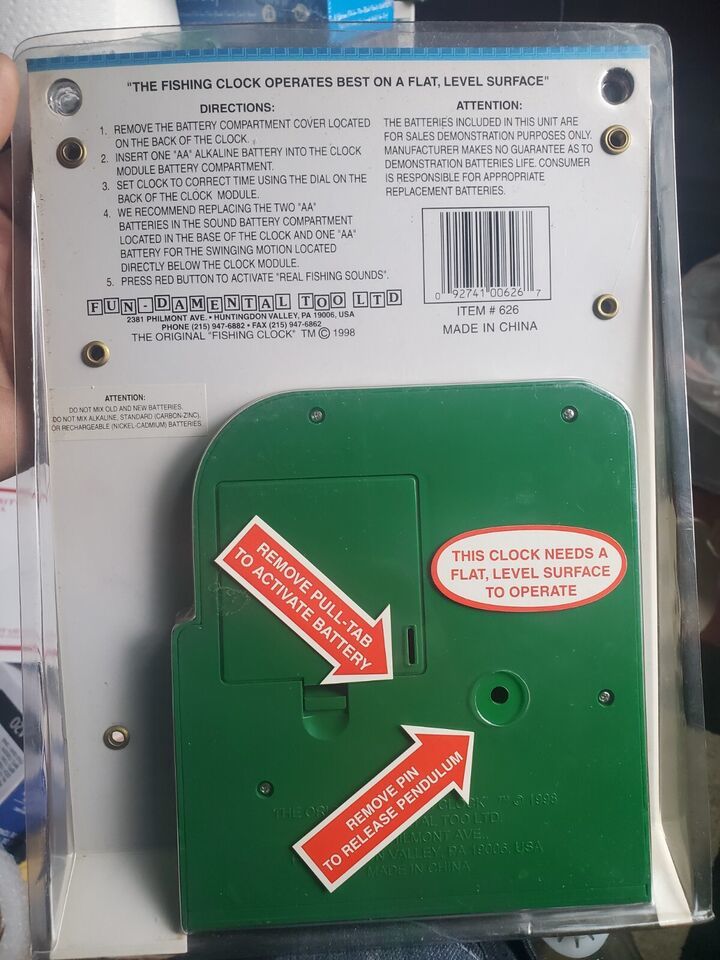 "THE FISHING CLOCK OPERATES BEST ON A FLAT, LEVEL SURFACE"
DIRECTIONS:
1. REMOVE THE BATTERY COMPARTMENT COVER LOCATED
ON THE BACK OF THE CLOCK.
2. INSERT ONE "AA" ALKALINE BATTERY INTO THE CLOCK
MODULE BATTERY COMPARTMENT.
3. SET CLOCK TO CORRECT TIME USING THE DIAL ON THE
BACK OF THE CLOCK MODULE.
4. WE RECOMMEND REPLACING THE TWO "AA"
BATTERIES IN THE SOUND BATTERY COMPARTMENT
LOCATED IN THE BASE OF THE CLOCK AND ONE "AA"
BATTERY FOR THE SWINGING MOTION LOCATED
DIRECTLY BELOW THE CLOCK MODULE.
5. PRESS RED BUTTON TO ACTIVATE "REAL FISHING SOUNDS".
FUN-DAMENTAL TOO LTD
2381 PHILMONT AVE. • HUNTINGDON VALLEY, PA 19006, USA
PHONE (215) 947-6882 • FAX (215) 947-6862
THE ORIGINAL "FISHING CLOCK" TM © 1998
ATTENTION:
THE BATTERIES INCLUDED IN THIS UNIT ARE
FOR SALES DEMONSTRATION PURPOSES ONLY.
MANUFACTURER MAKES NO GUARANTEE AS TO
DEMONSTRATION BATTERIES LIFE. CONSUMER
IS RESPONSIBLE FOR APPROPRIATE
REPLACEMENT BATTERIES.
0 92741 00626 7
ITEM # 626
MADE IN CHINA
ATTENTION:
DO NOT MIX OLD AND NEW BATTERIES.
DO NOT MIX ALKALINE, STANDARD (CARBON-ZINC),
OR RECHARGEABLE (NICKEL-CADMIUM) BATTERIES.
REMOVE PULL-TAB
TO ACTIVATE BATTERY
THIS CLOCK NEEDS A
FLAT, LEVEL SURFACE
TO OPERATE
REMOVE PIN
TO RELEASE PENDULUM
THE CLOCK ™ © 1998
TOO LTD
AVE.,
VALLEY, PA 19006, USA
MADE IN CHINA